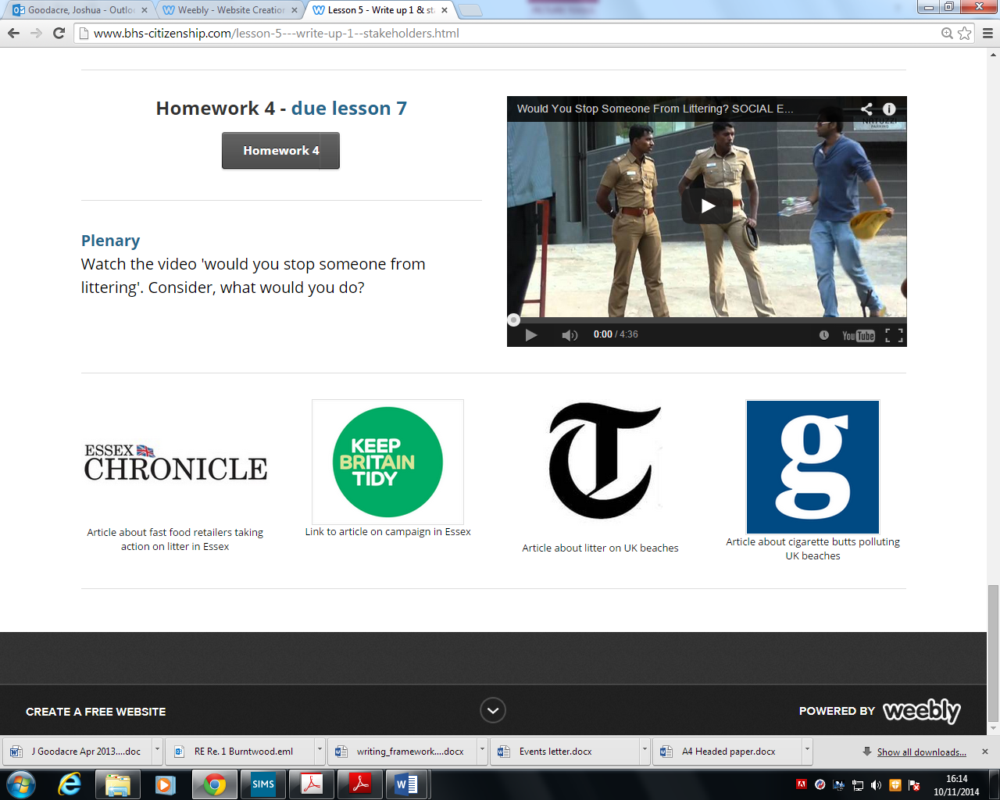 Goodacre, Joshua - Outlo
Weebly - Website Creation
Lesson 5 - Write up 1 & st
www.bhs-citizenship.com/lesson-5---write-up-1--stakeholders.html
Homework 4 - due lesson 7
Homework 4
Plenary
Watch the video 'would you stop someone from
littering'. Consider, what would you do?
Would You Stop Someone From Littering? SOCIAL E...
NATUZZI
PARKING
0:00 / 4:36
YouTube
ESSEX
CHRONICLE
Article about fast food retailers taking
action on litter in Essex
KEEP
BRITAIN
TIDY
Link to article on campaign in Essex
T
Article about litter on UK beaches
g
Article about cigarette butts polluting
UK beaches
CREATE A FREE WEBSITE
POWERED BY weebly
J Goodacre Apr 2013....doc
RE Re. 1 Burntwood.eml
writing_framework....docx
Events letter.docx
A4 Headed paper.docx
Show all downloads...
SIMS
16:14
10/11/2014